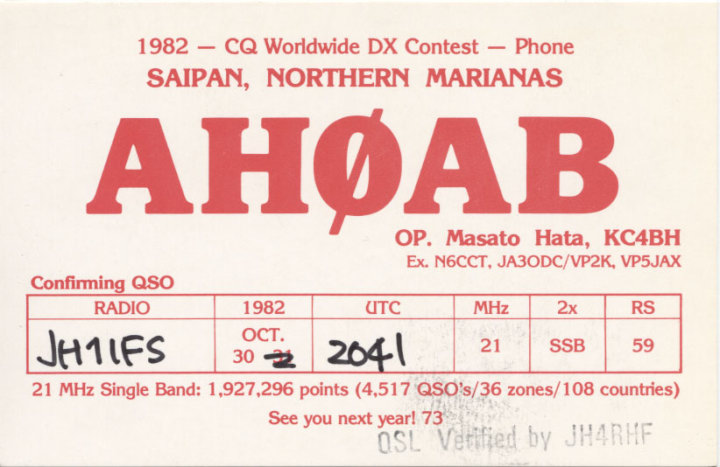 1982 — CQ Worldwide DX Contest — Phone
SAIPAN, NORTHERN MARIANAS
AHØAB
OP. Masato Hata, KC4BH
Ex. N6CCT, JA3ODC/VP2K, VP5JAX
Confirming QSO
RADIO 1982 UTC MHz 2x RS
JH1IFS OCT. 30 31 2041 21 SSB 59
21 MHz Single Band: 1,927,296 points (4,517 QSO's/36 zones/108 countries)
See you next year! 73
QSL Verified by JH4RHF